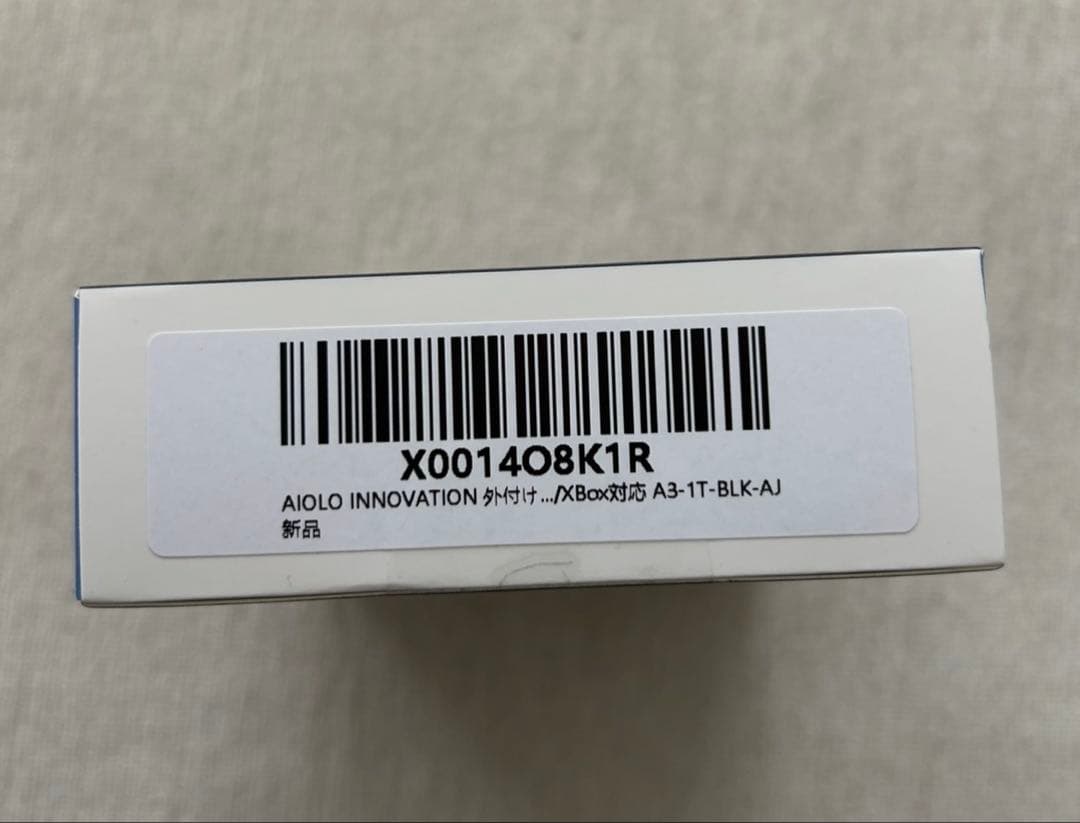 X0014O8K1R
AIOLO INNOVATION 外付け.../XBox対応 A3-1T-BLK-AJ
新品